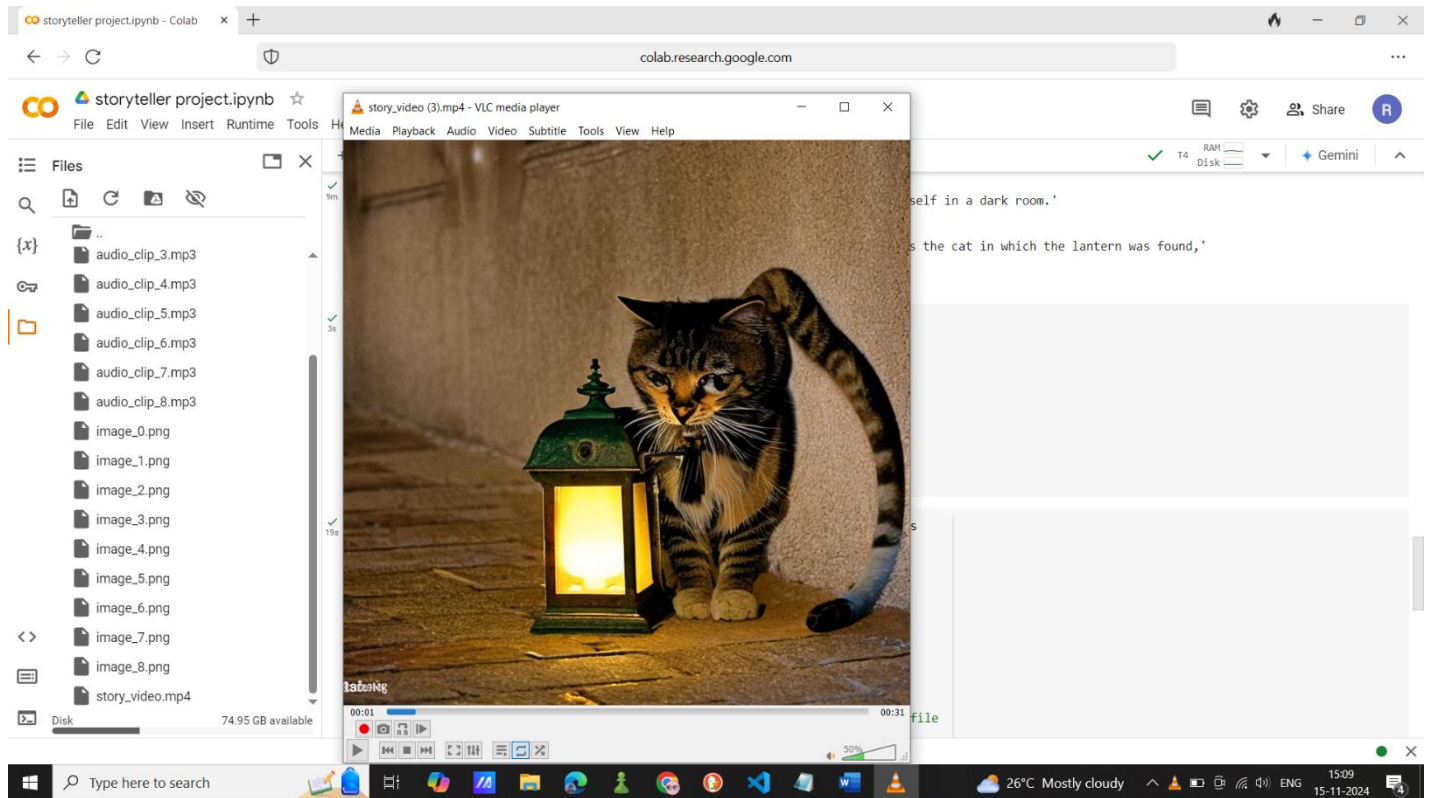 storyteller project.ipynb - Colab
colab.research.google.com
storyteller project.ipynb
File Edit View Insert Runtime Tools
Share
R
story_video (3).mp4 - VLC media player
Media Playback Audio Video Subtitle Tools View Help
Files
T4
RAM
Disk
Gemini
{x}
..
audio_clip_3.mp3
audio_clip_4.mp3
audio_clip_5.mp3
audio_clip_6.mp3
audio_clip_7.mp3
audio_clip_8.mp3
image_0.png
image_1.png
image_2.png
image_3.png
image_4.png
image_5.png
image_6.png
image_7.png
image_8.png
story_video.mp4
Disk 74.95 GB available
9m
self in a dark room.'
s the cat in which the lantern was found,'
3s
19s
s
file
00:01
00:31
50%
Type here to search
26°C Mostly cloudy
ENG
15:09
15-11-2024
4